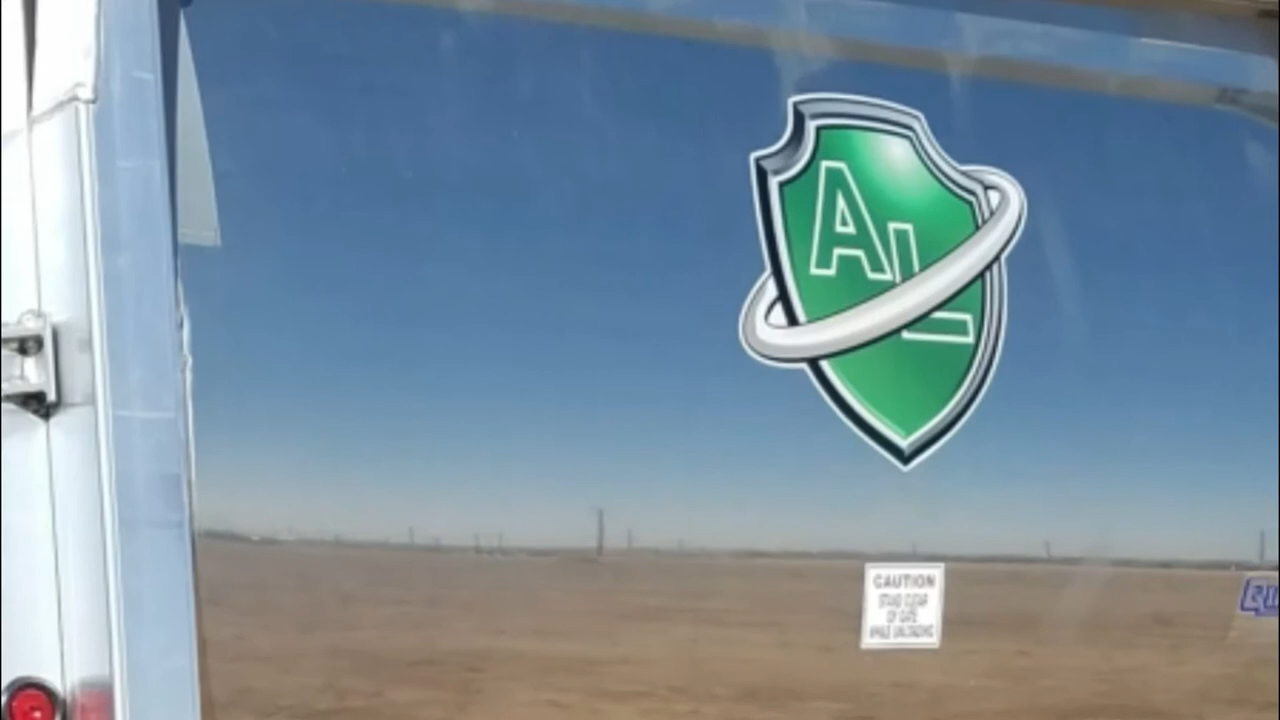 AL
CAUTION
STAND CLEAR
OF GATE
WHILE UNLOADING